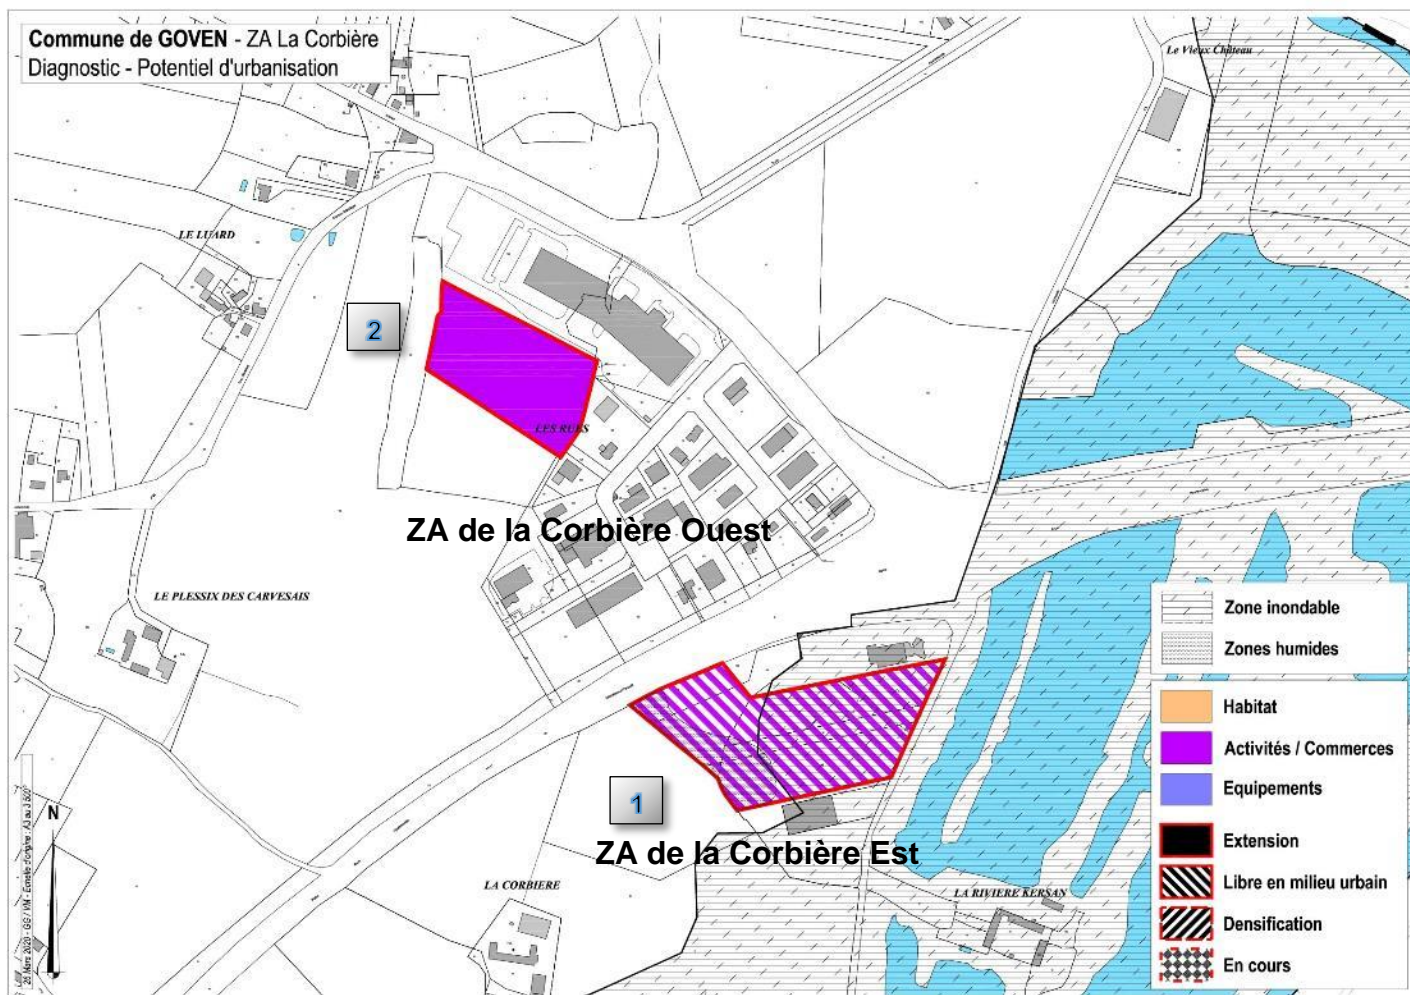 Commune de GOVEN - ZA La Corbière
Diagnostic - Potentiel d'urbanisation
Le Vieux Château
LE LUARD
2
LES RUES
ZA de la Corbière Ouest
LE PLESSIX DES CARVESAIS
Zone inondable
Zones humides
Habitat
Activités / Commerces
Equipements
Extension
Libre en milieu urbain
Densification
En cours
1
ZA de la Corbière Est
LA CORBIERE
LA RIVIERE KERSAN
N